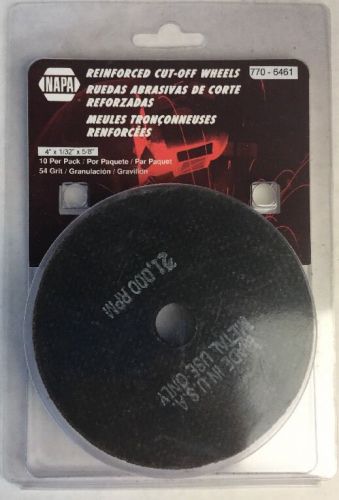 NAPA
REINFORCED CUT-OFF WHEELS
770 - 6461
RUEDAS ABRASIVAS DE CORTE
REFORZADAS
MEULES TRONÇONNEUSES
RENFORCÉES
4" x 1/32" x 5/8"
10 Per Pack / Por Paquete / Par Paquet
54 Grit / Granulación / Gravillon
21,000 RPM
MADE IN U.S.A.
METAL USE ONLY